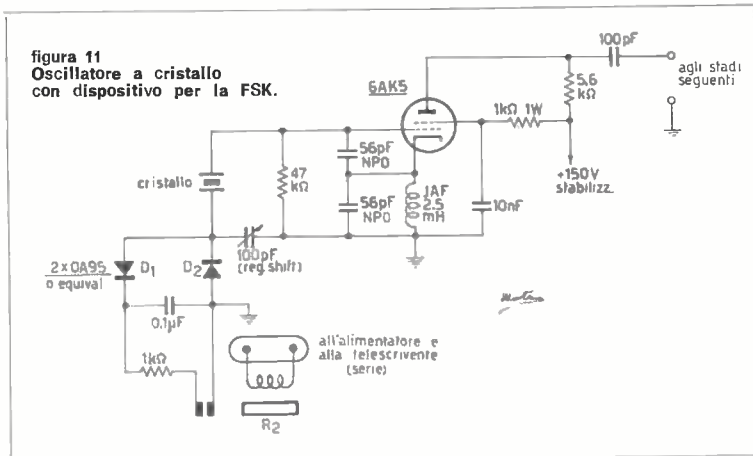 figura 11
Oscillatore a cristallo
con dispositivo per la FSK.
100pF
agli stadi
seguenti
6AK5
5,6
kΩ
1kΩ 1W
+150V
stabilizz.
56pF
NPO
47
kΩ
cristallo
56pF
NPO
JAF
2.5
mH
10nF
100pF
(reg.shift)
2×OA95
o equival
D1
D2
0.1µF
1kΩ
all'alimentatore e
alla telescrivente
(serie)
R2